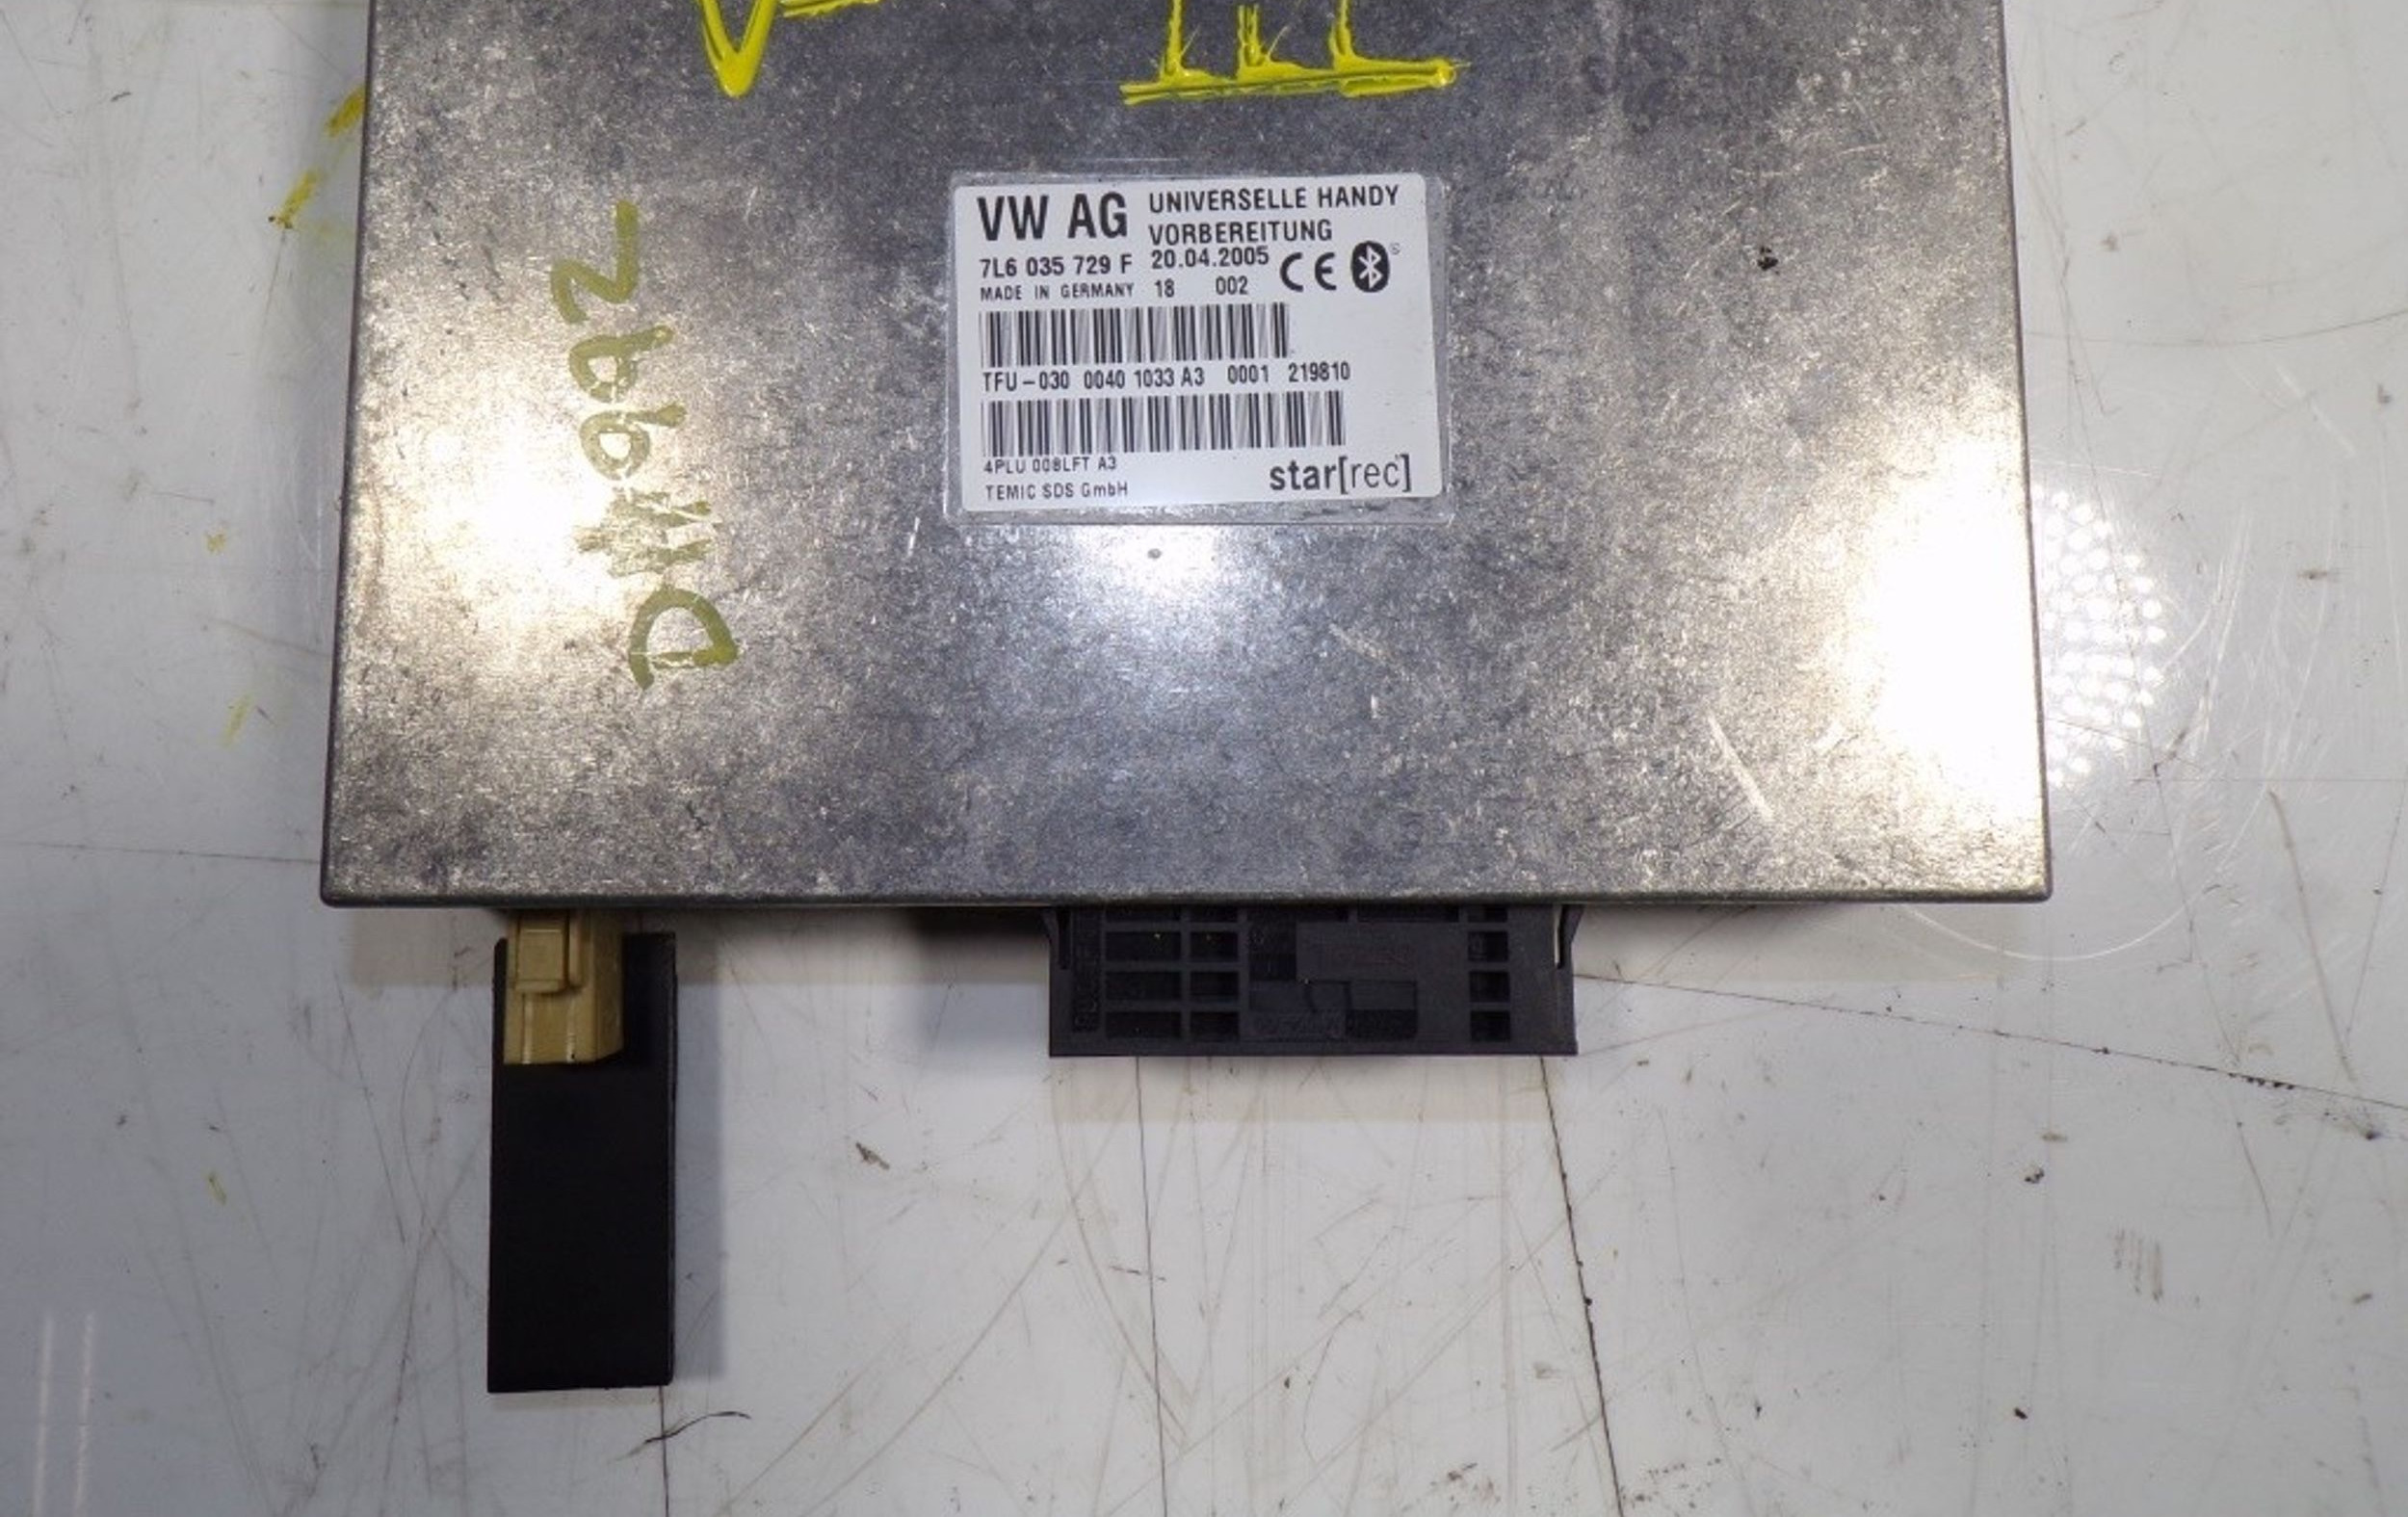 VW AG UNIVERSELLE HANDY
VORBEREITUNG
7L6 035 729 F 20.04.2005 CE
MADE IN GERMANY 18 002
TFU-030 0040 1033 A3 0001 219810
4PLU 008LFT A3
TEMIC SDS GmbH star[rec]